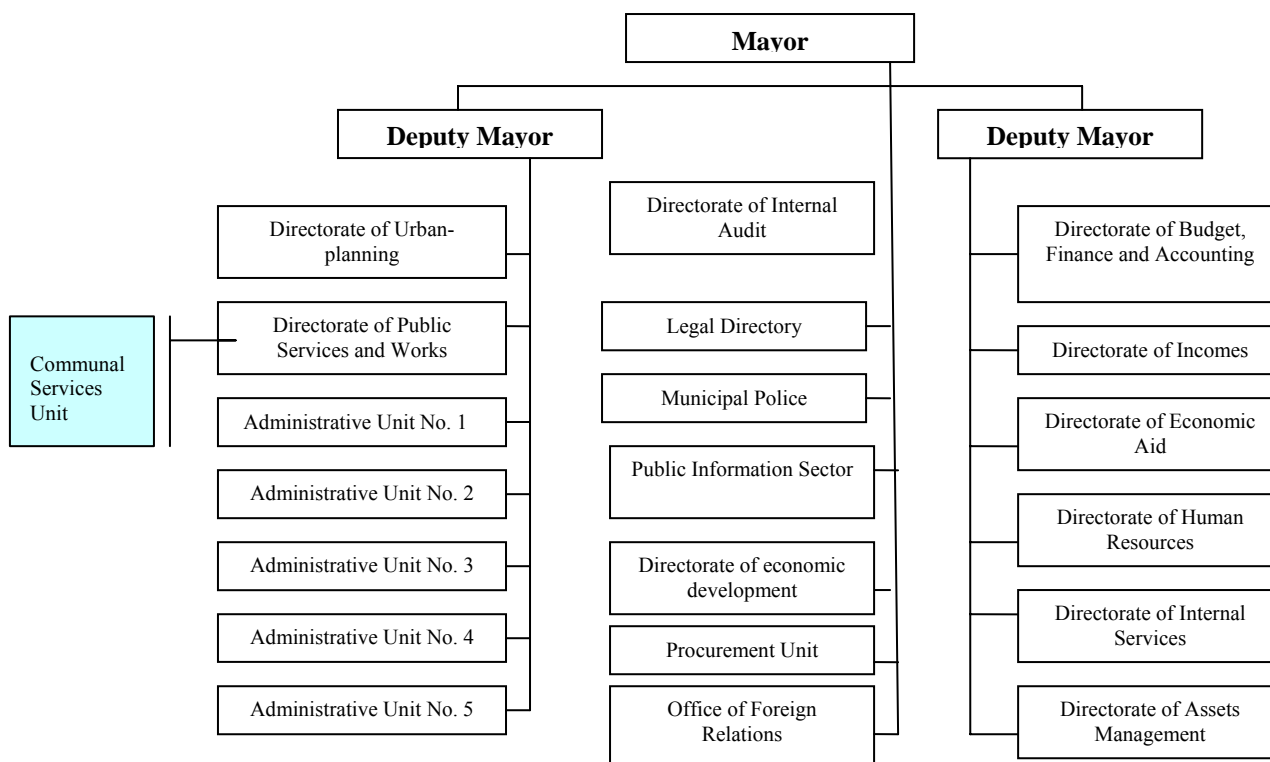 Mayor
Deputy Mayor
Deputy Mayor
Directorate of Urban-
planning
Directorate of Public
Services and Works
Communal
Services
Unit
Administrative Unit No. 1
Administrative Unit No. 2
Administrative Unit No. 3
Administrative Unit No. 4
Administrative Unit No. 5
Directorate of Internal
Audit
Legal Directory
Municipal Police
Public Information Sector
Directorate of economic
development
Procurement Unit
Office of Foreign
Relations
Directorate of Budget,
Finance and Accounting
Directorate of Incomes
Directorate of Economic
Aid
Directorate of Human
Resources
Directorate of Internal
Services
Directorate of Assets
Management